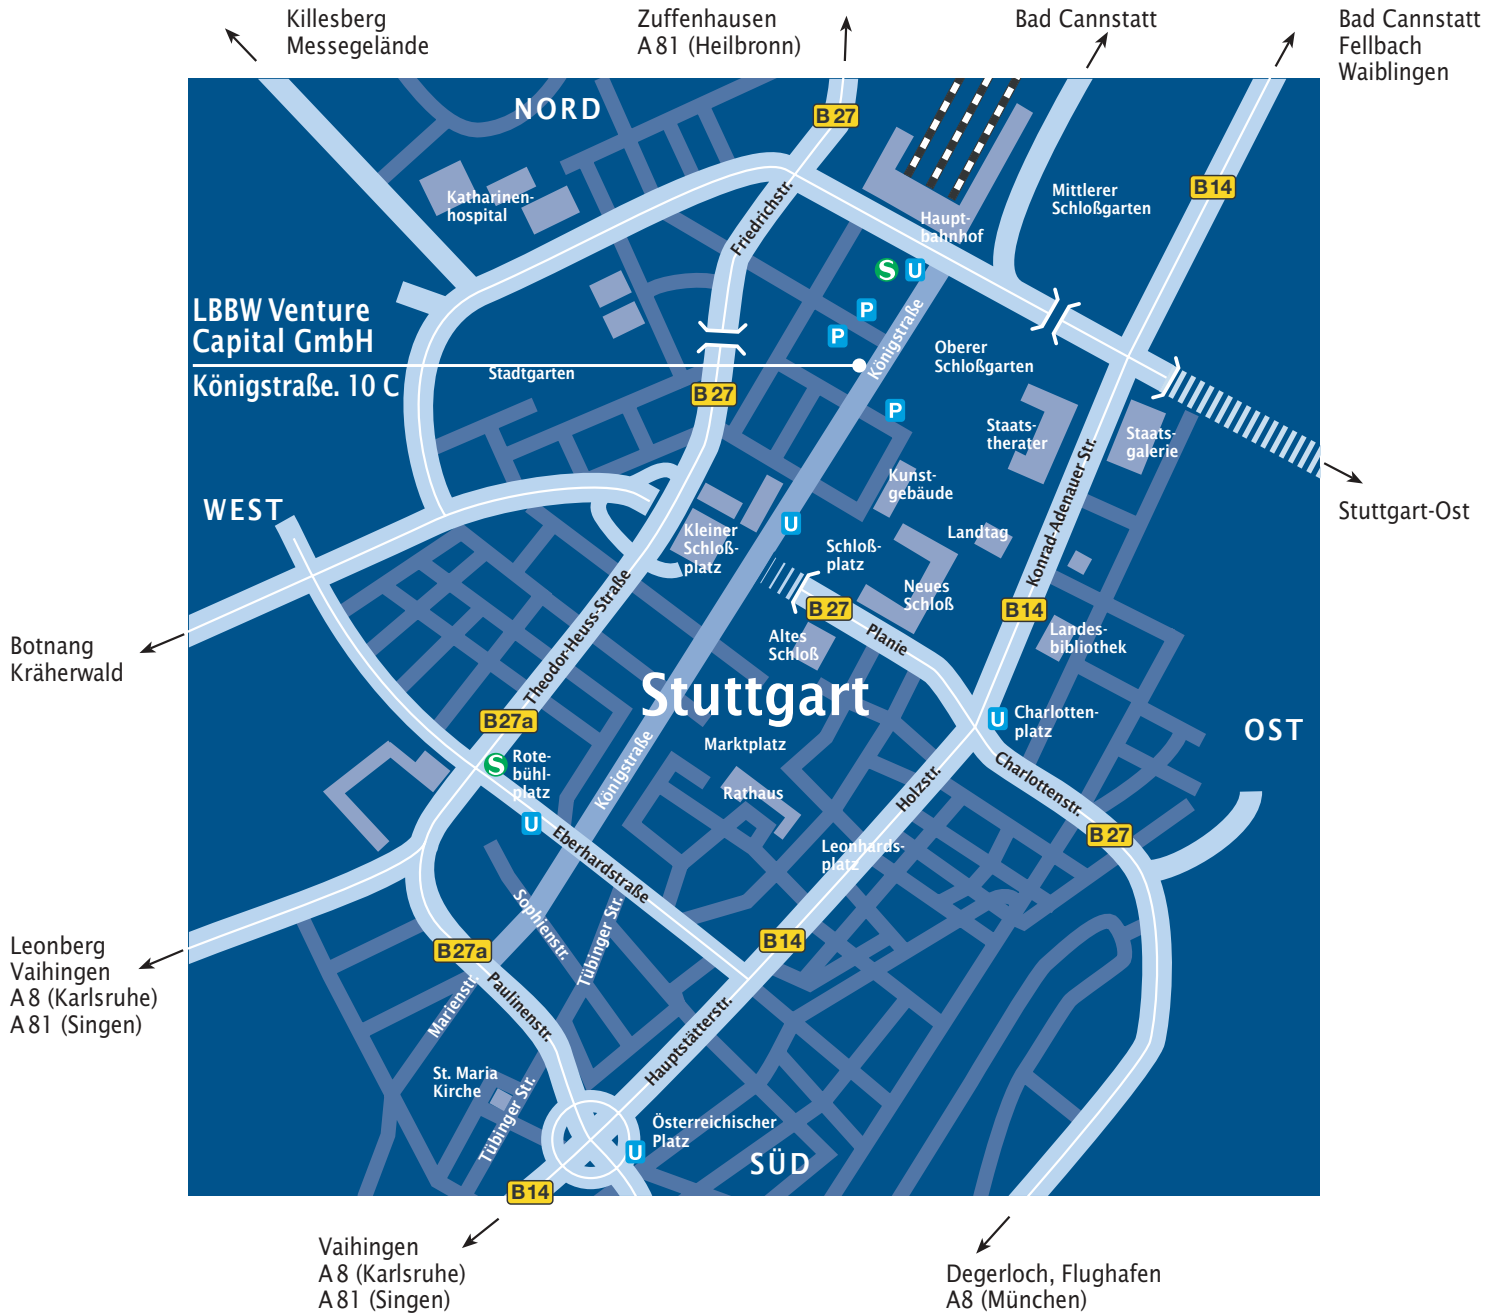 Killesberg
Messegelände
Zuffenhausen
A 81 (Heilbronn)
Bad Cannstatt
Bad Cannstatt
Fellbach
Waiblingen
NORD
B 27
Katharinen-
hospital
Friedrichstr.
Mittlerer
Schloßgarten
B 14
Haupt-
bahnhof
S
U
LBBW Venture
Capital GmbH
Königstraße. 10 C
P
P
Königstraße
Oberer
Schloßgarten
Stadtgarten
B 27
P
Staats-
therater
Staats-
galerie
Konrad-Adenauer Str.
Kunst-
gebäude
WEST
Stuttgart-Ost
Kleiner
Schloß-
platz
U
Schloß-
platz
Landtag
Neues
Schloß
B 27
B 14
Planie
Altes
Schloß
Landes-
bibliothek
Theodor-Heuss-Straße
Botnang
Kräherwald
Stuttgart
B 27a
U
Charlotten-
platz
OST
Marktplatz
S
Rote-
bühl-
platz
Königstraße
Rathaus
Holzstr.
Charlottenstr.
U
Eberhardstraße
Leonhards-
platz
B 27
Sophienstr.
Tübinger Str.
B 14
B 27a
Leonberg
Vaihingen
A 8 (Karlsruhe)
A 81 (Singen)
Marienstr.
Paulinenstr.
Hauptstätterstr.
St. Maria
Kirche
Tübinger Str.
Österreichischer
Platz
U
SÜD
B 14
Vaihingen
A 8 (Karlsruhe)
A 81 (Singen)
Degerloch, Flughafen
A8 (München)